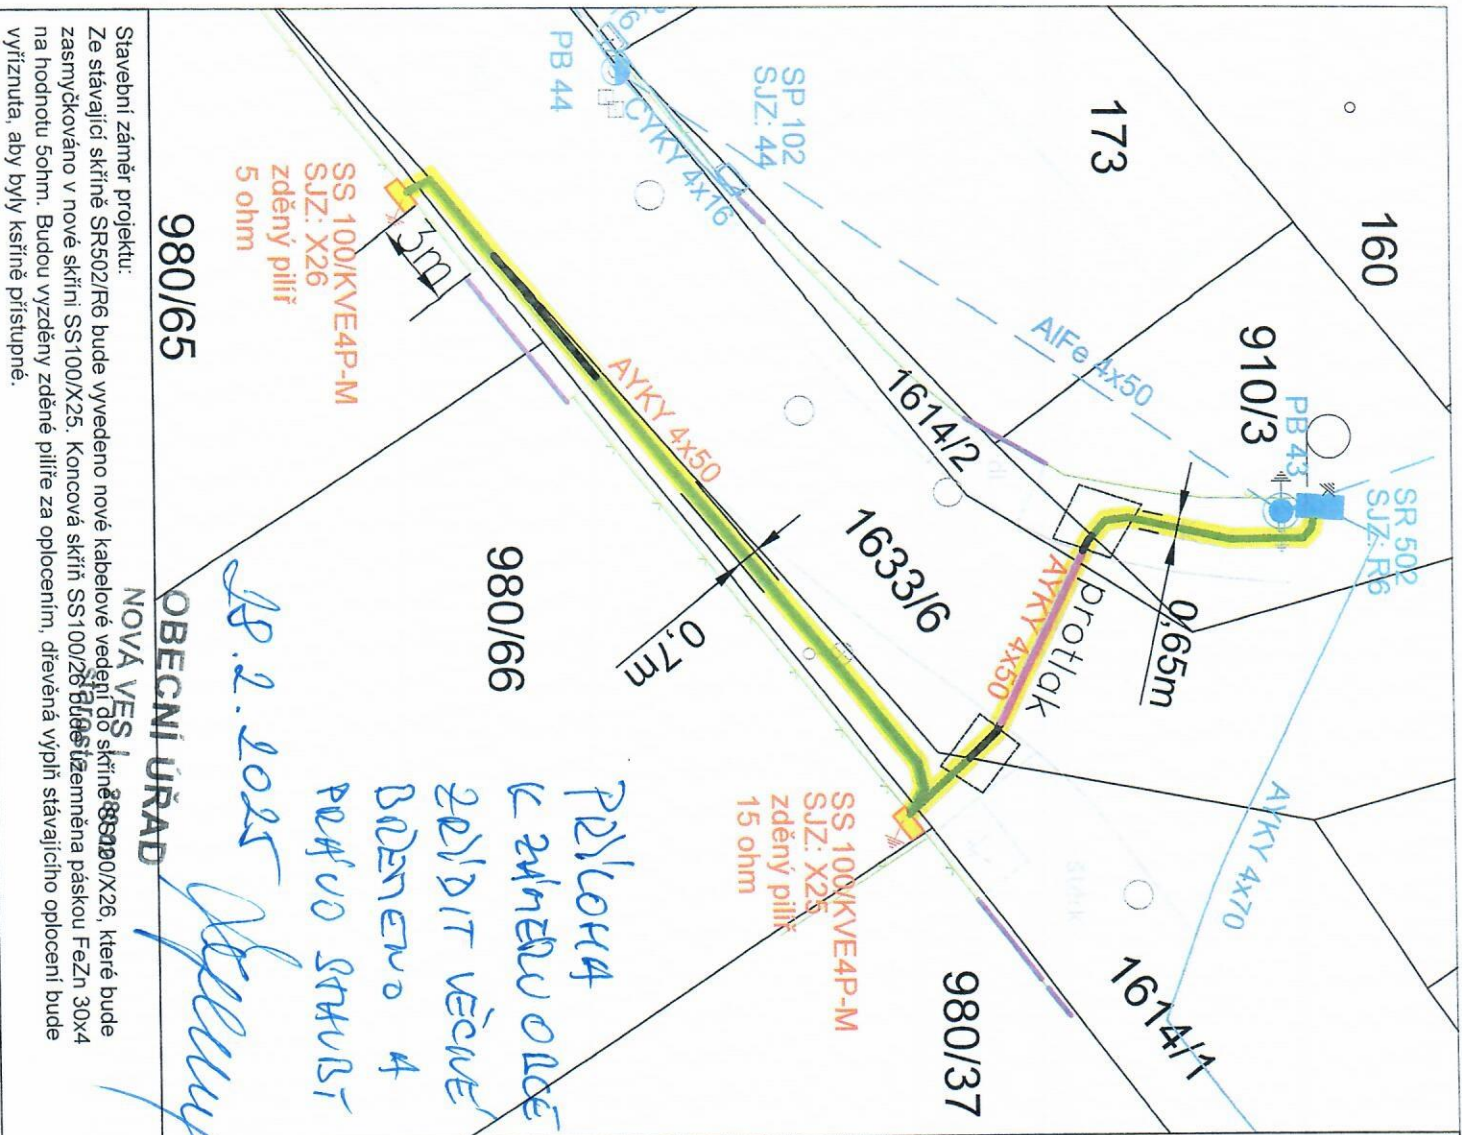 160
173
910/3
SR 502
SJZ: R6
PB 43
AlFe 4x50
SP 102
SJZ: 44
PB 44
CYKY 4x16
1614/2
0,65m
protlak
AYKY 4x50
AYKY 4x70
1614/1
1633/6
AYKY 4x50
0,7m
980/37
980/66
980/65
3m
SS 100/KVE4P-M
SJZ: X26
zděný pilíř
5 ohm
SS 100/KVE4P-M
SJZ: X25
zděný pilíř
15 ohm
PŘÍLOHA
K ZÁMĚRU OBCE
ZŘÍDIT VĚCNÉ
BŘEMENO A
PRÁVO STAVBY
28.2.2025
OBECNÍ ÚŘAD
NOVÁ VES I
starosta
Stavební záměr projektu:
Ze stávající skříně SR502/R6 bude vyvedeno nové kabelové vedení do skříně SS100/X26, které bude
zasmyčkováno v nové skříni SS100/X25. Koncová skříň SS100/26 bude uzemněna páskou FeZn 30x4
na hodnotu 5ohm. Budou vyzděny zděné pilíře za oplocením, dřevěná výplň stávajícího oplocení bude
vyříznuta, aby byly kskříně přístupné.